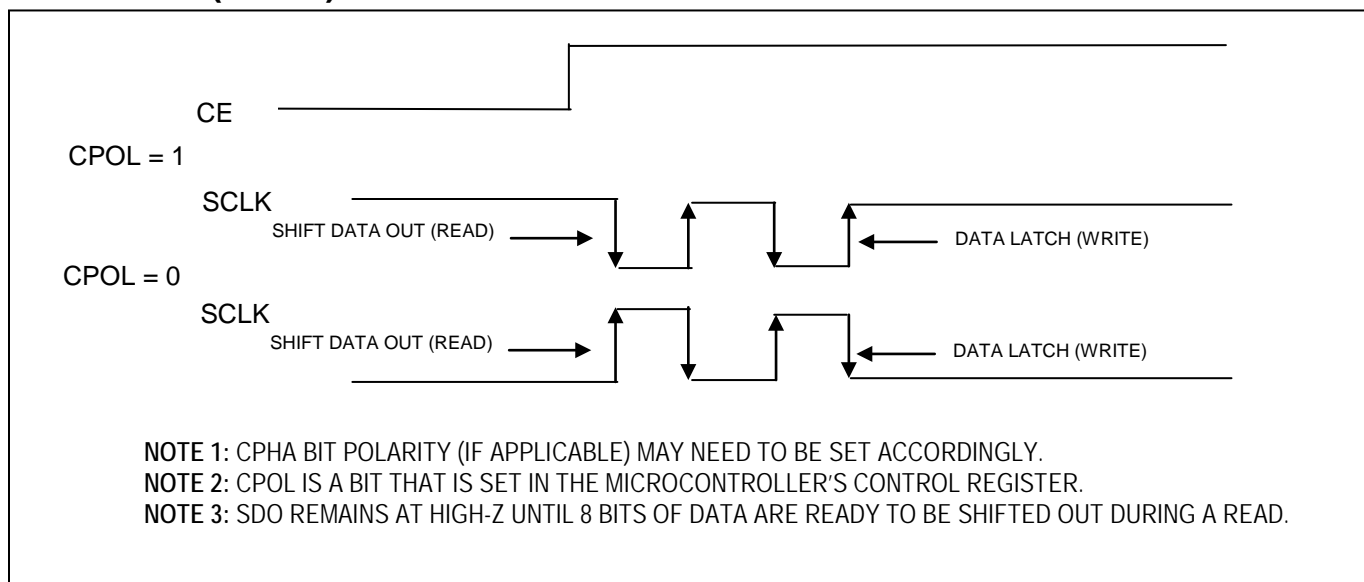 CE
CPOL = 1
SCLK
SHIFT DATA OUT (READ)
DATA LATCH (WRITE)
CPOL = 0
SCLK
SHIFT DATA OUT (READ)
DATA LATCH (WRITE)
NOTE 1: CPHA BIT POLARITY (IF APPLICABLE) MAY NEED TO BE SET ACCORDINGLY.
NOTE 2: CPOL IS A BIT THAT IS SET IN THE MICROCONTROLLER'S CONTROL REGISTER.
NOTE 3: SDO REMAINS AT HIGH-Z UNTIL 8 BITS OF DATA ARE READY TO BE SHIFTED OUT DURING A READ.